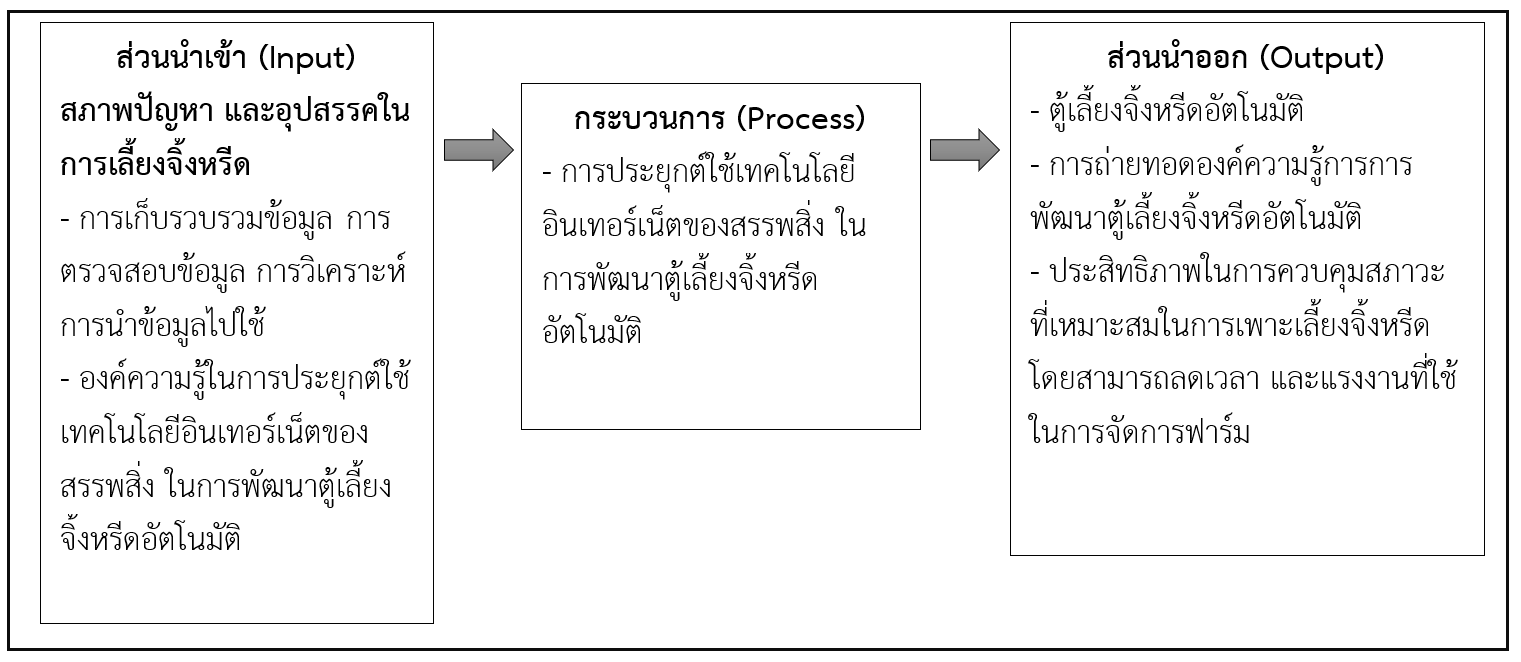 ส่วนนำเข้า (Input)
สภาพปัญหา และอุปสรรคใน
การเลี้ยงจิ้งหรีด
- การเก็บรวบรวมข้อมูล การ
ตรวจสอบข้อมูล การวิเคราะห์
การนำข้อมูลไปใช้
- องค์ความรู้ในการประยุกต์ใช้
เทคโนโลยีอินเทอร์เน็ตของ
สรรพสิ่ง ในการพัฒนาตู้เลี้ยง
จิ้งหรีดอัตโนมัติ
กระบวนการ (Process)
- การประยุกต์ใช้เทคโนโลยี
อินเทอร์เน็ตของสรรพสิ่ง ใน
การพัฒนาตู้เลี้ยงจิ้งหรีด
อัตโนมัติ
ส่วนนำออก (Output)
- ตู้เลี้ยงจิ้งหรีดอัตโนมัติ
- การถ่ายทอดองค์ความรู้การการ
พัฒนาตู้เลี้ยงจิ้งหรีดอัตโนมัติ
- ประสิทธิภาพในการควบคุมสภาวะ
ที่เหมาะสมในการเพาะเลี้ยงจิ้งหรีด
โดยสามารถลดเวลา และแรงงานที่ใช้
ในการจัดการฟาร์ม